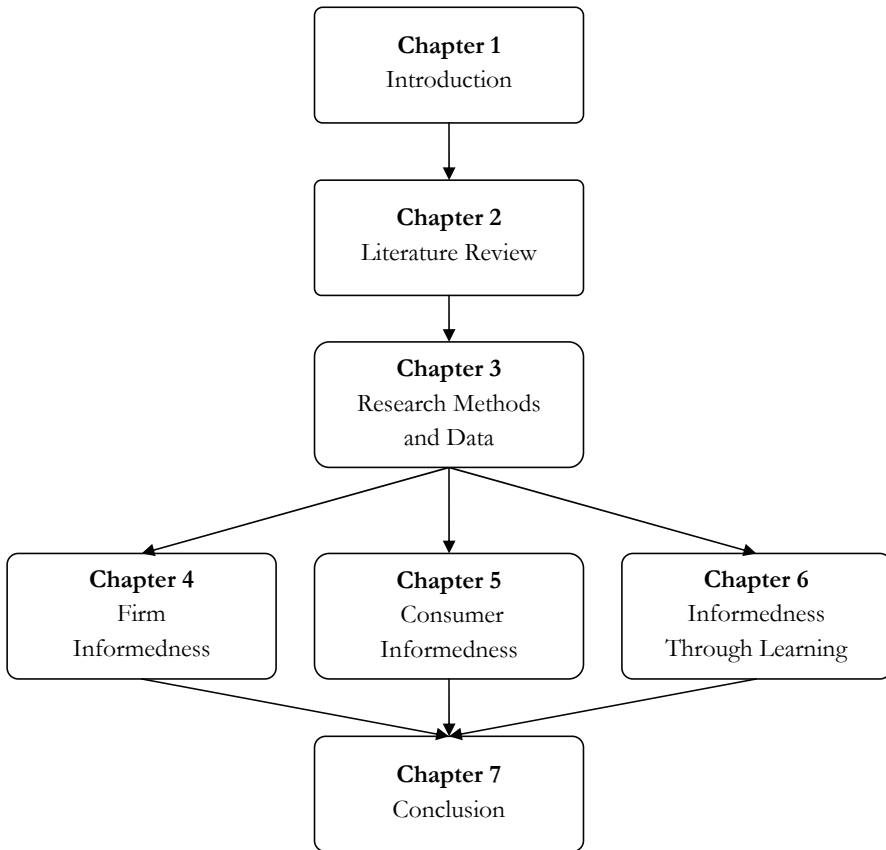 Chapter 1
Introduction
Chapter 2
Literature Review
Chapter 3
Research Methods
and Data
Chapter 4
Firm
Informedness
Chapter 5
Consumer
Informedness
Chapter 6
Informedness
Through Learning
Chapter 7
Conclusion